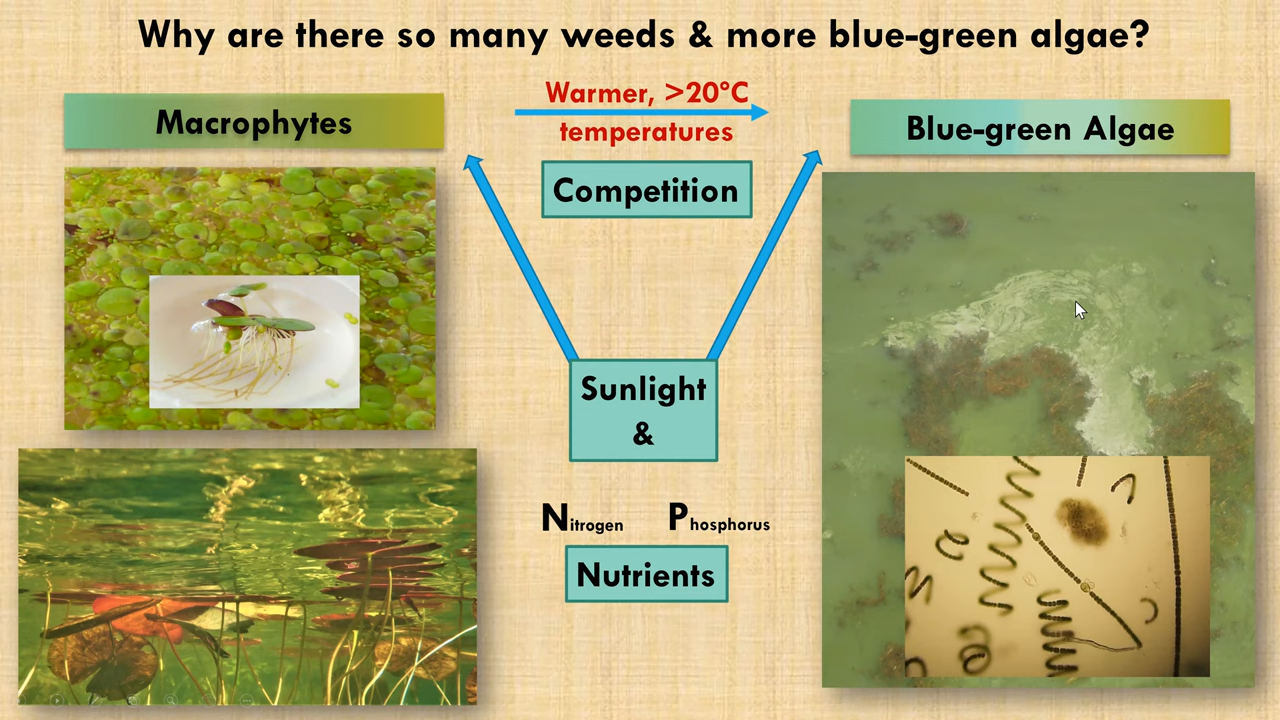 Why are there so many weeds & more blue-green algae?
Macrophytes
Warmer, >20°C
temperatures
Competition
Blue-green Algae
Sunlight
&
Nitrogen Phosphorus
Nutrients